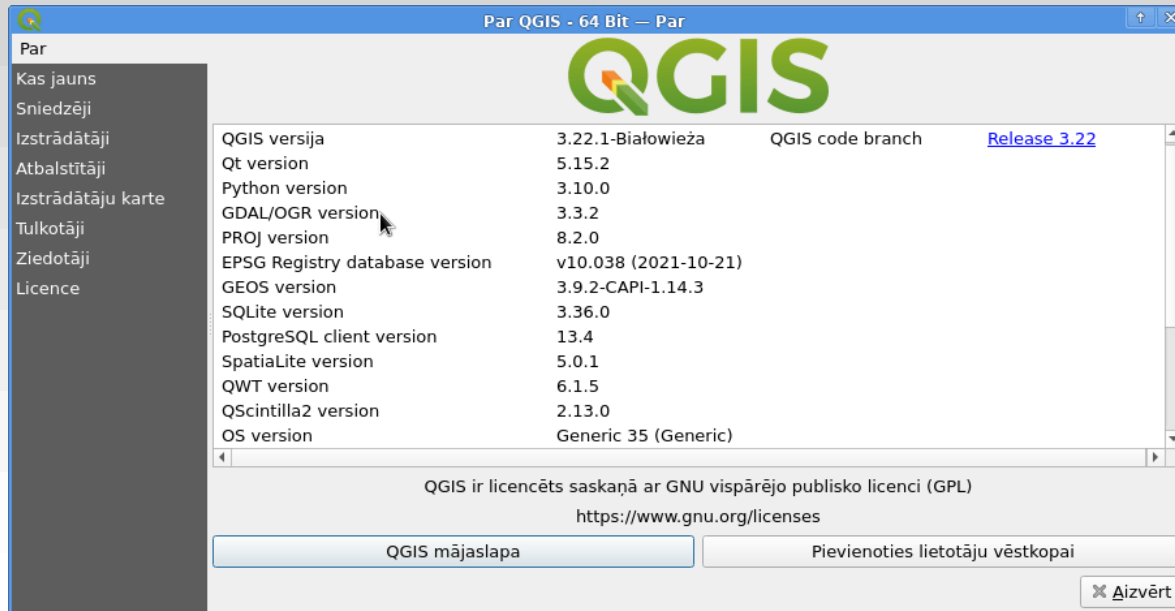 Par QGIS - 64 Bit — Par
Par
Kas jauns
Sniedzēji
Izstrādātāji
Atbalstītāji
Izstrādātāju karte
Tulkotāji
Ziedotāji
Licence
QGIS
QGIS versija 3.22.1-Białowieża QGIS code branch Release 3.22
Qt version 5.15.2
Python version 3.10.0
GDAL/OGR version 3.3.2
PROJ version 8.2.0
EPSG Registry database version v10.038 (2021-10-21)
GEOS version 3.9.2-CAPI-1.14.3
SQLite version 3.36.0
PostgreSQL client version 13.4
SpatiaLite version 5.0.1
QWT version 6.1.5
QScintilla2 version 2.13.0
OS version Generic 35 (Generic)
QGIS ir licencēts saskaņā ar GNU vispārējo publisko licenci (GPL)
https://www.gnu.org/licenses
QGIS mājaslapa Pievienoties lietotāju vēstkopai
Aizvērt